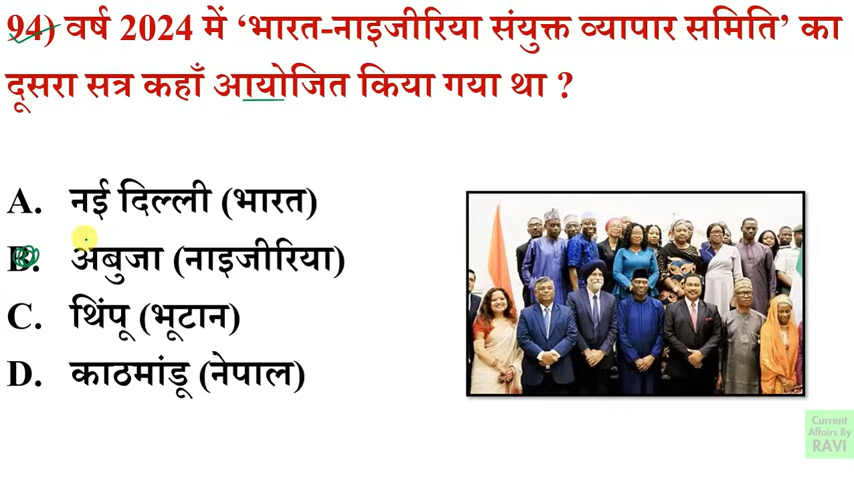 94) वर्ष 2024 में ‘भारत-नाइजीरिया संयुक्त व्यापार समिति’ का
दूसरा सत्र कहाँ आयोजित किया गया था ?
A. नई दिल्ली (भारत)
B. अंबुजा (नाइजीरिया)
C. थिंपू (भूटान)
D. काठमांडू (नेपाल)
Current
Affairs By
RAVI